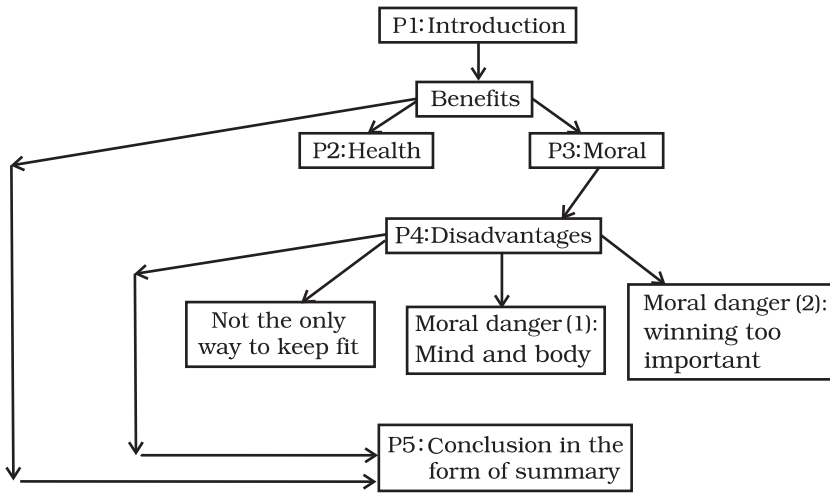 P1:Introduction
Benefits
P2:Health
P3:Moral
P4:Disadvantages
Not the only
way to keep fit
Moral danger (1):
Mind and body
Moral danger (2):
winning too
important
P5:Conclusion in the
form of summary